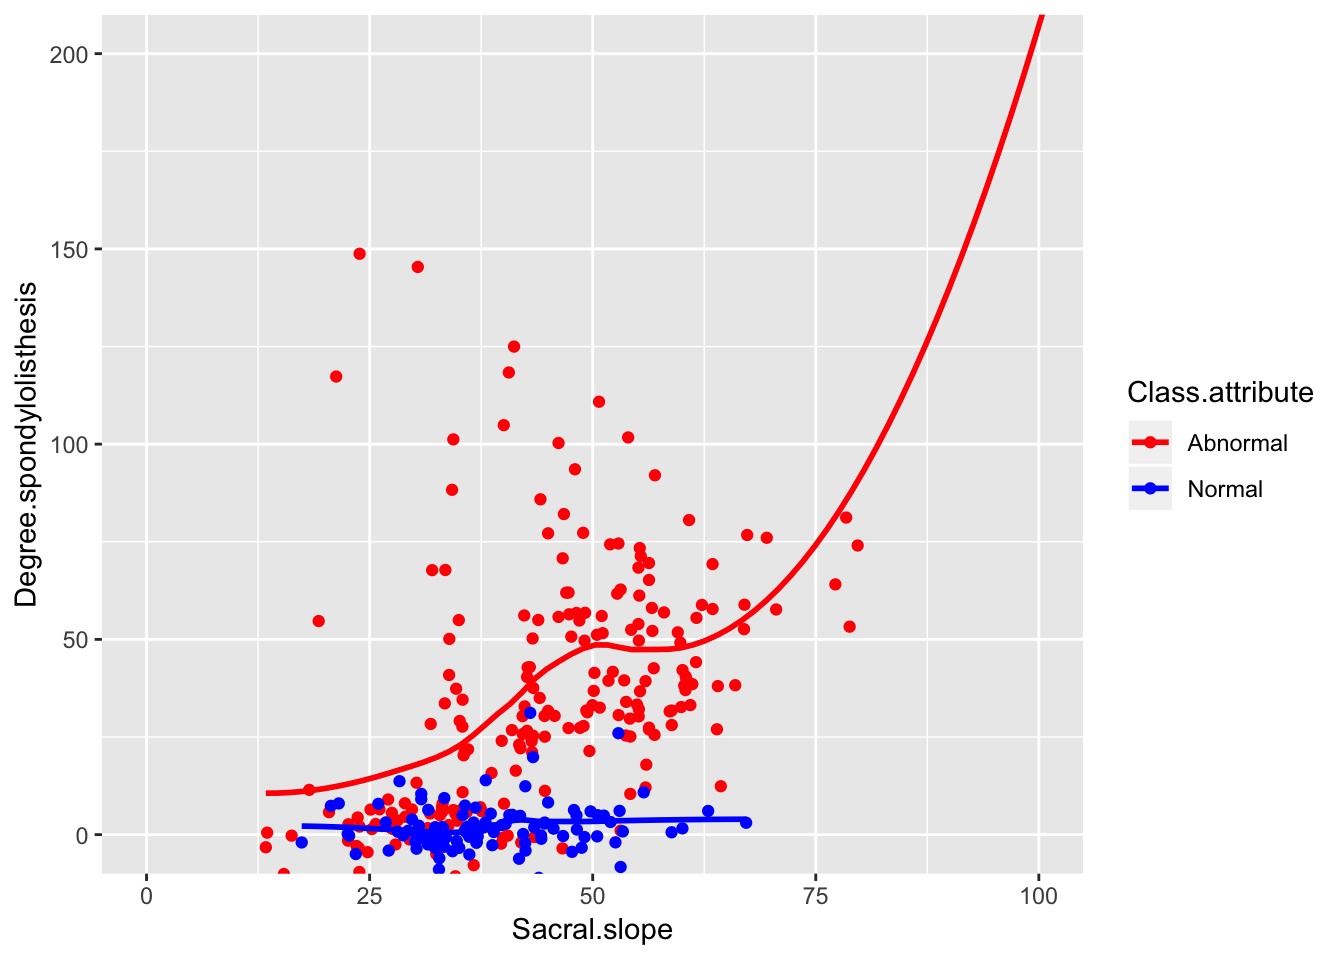 200
150
100
50
0
Degree.spondylolisthesis
0 25 50 75 100
Sacral.slope
Class.attribute
Abnormal
Normal